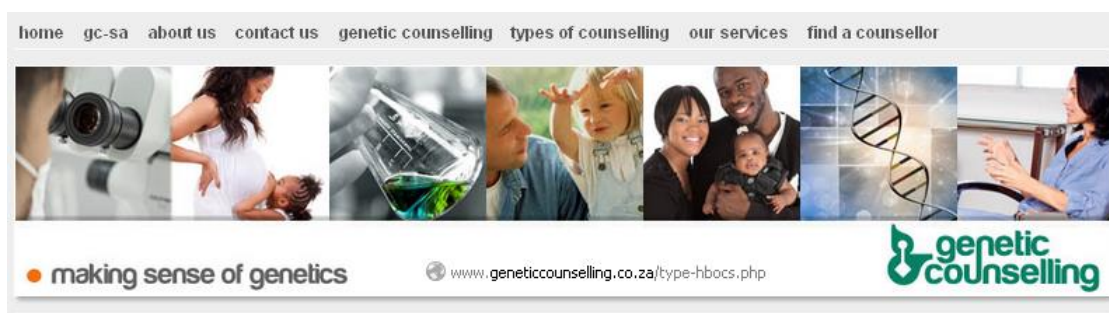 home gc-sa about us contact us genetic counselling types of counselling our services find a counsellor
• making sense of genetics
www.geneticcounselling.co.za/type-hbocs.php
genetic
counselling